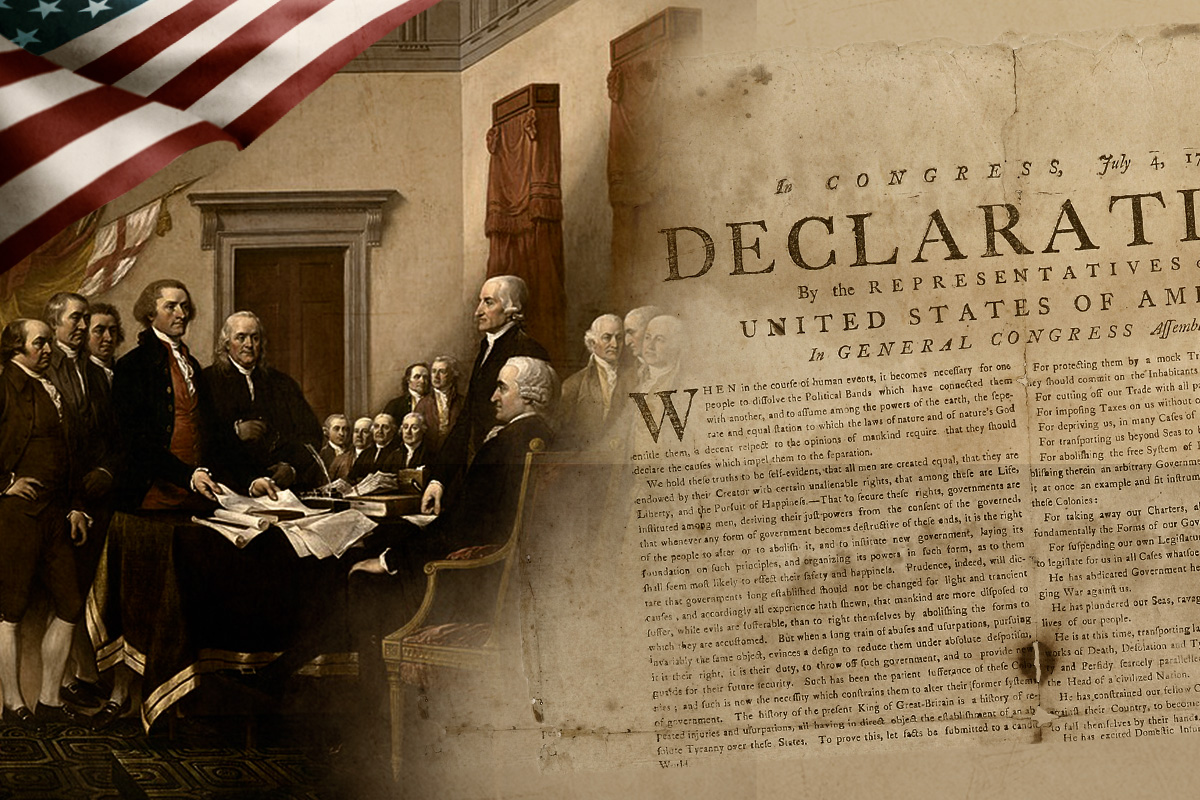 In CONGRESS, July 4, 17
DECLARATI
By the REPRESENTATIVES o
UNITED STATES OF AM
In GENERAL CONGRESS Aſſemb
WHEN in the courſe of human events, it becomes neceſſary for one
people to diſſolve the Political Bands which have connected them
with another, and to aſſume among the powers of the earth, the ſepe-
rate and equal ſtation to which the laws of nature and of nature's God
entitle them, a decent reſpect to the opinions of mankind require that they ſhould
declare the cauſes which impel them to the ſeparation.
We hold theſe truths to be ſelf-evident, that all men are created equal, that they are
endowed by their Creator with certain unalienable rights, that among theſe are Life,
Liberty, and the Purſuit of Happineſs.—That to ſecure theſe rights, governments are
inſtituted among men, deriving their juſt powers from the conſent of the governed,
that whenever any form of government becomes deſtructive of theſe ends, it is the right
of the people to alter or to aboliſh it, and to inſtitute new government, laying its
foundation on ſuch principles, and organizing its powers in ſuch form, as to them
ſhall ſeem moſt likely to effect their ſafety and happineſs. Prudence, indeed, will dic-
tate that governments long eſtabliſhed ſhould not be changed for light and trancient
cauſes, and accordingly all experience hath ſhewn, that mankind are more diſpoſed to
ſuffer, while evils are ſufferable, than to right themſelves by aboliſhing the forms to
which they are accuſtomed. But when a long train of abuſes and uſurpations, purſuing
invariably the ſame object, evinces a deſign to reduce them under abſolute deſpotiſm,
it is their right, it is their duty, to throw off ſuch government, and to provide
guards for their future ſecurity. Such has been the patient ſufferance of theſe Colo
nies; and ſuch is now the neceſſity which conſtrains them to alter their former ſyſtems
of government. The hiſtory of the preſent King of Great-Britain is a hiſtory of re-
peated injuries and uſurpations, all having in direct object the eſtabliſhment of an ab
ſolute Tyranny over theſe States. To prove this, let facts be ſubmitted to a candid
World.
For protecting them by a mock Tr
they ſhould commit on the Inhabitants
For cutting off our Trade with all p
For impoſing Taxes on us without o
For depriving us, in many Caſes of
For tranſporting us beyond Seas to b
For aboliſhing the free Syſtem of
bliſhing therein an arbitrary Governm
it at once an example and fit inſtrum
theſe Colonies:
For taking away our Charters, a
fundamentally the Forms of our Gov
For ſuſpending our own Legiſlatur
to legiſlate for us in all Caſes whatſoe
He has abdicated Government he
ging War againſt us.
He has plundered our Seas, ravag
lives of our people.
He is at this time, tranſporting la
works of Death, Deſolation and Ty
and Perfidy ſcarcely parallele
the Head of a civilized Nation.
He has conſtrained our fellow C
againſt their Country, to becom
to fall themſelves by their hands.
He has excited Domeſtic Inſur